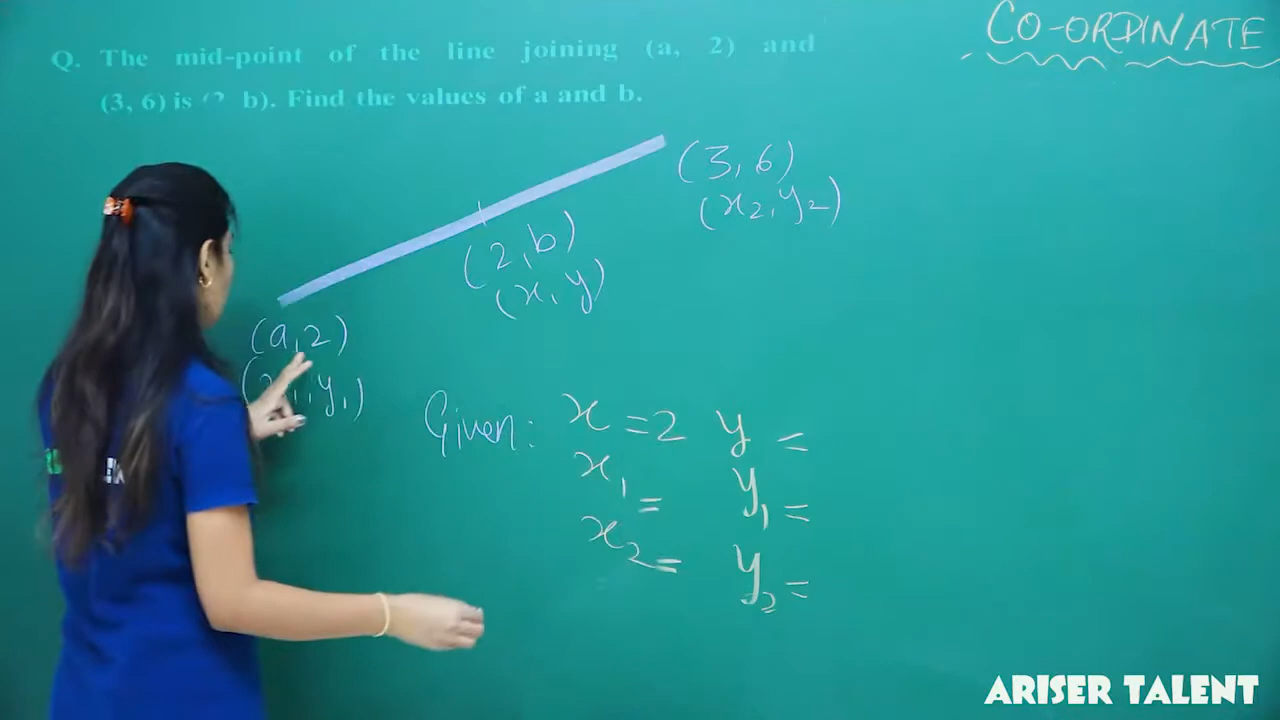 CO-ORDINATE
Q. The mid-point of the line joining (a, 2) and
(3, 6) is (2, b). Find the values of a and b.
(3, 6)
(x₂, y₂)
(2, b)
(x, y)
(a, 2)
y₁)
Given: x = 2 y =
x₁ = y₁ =
x₂ = y₂ =
ARISER TALENT